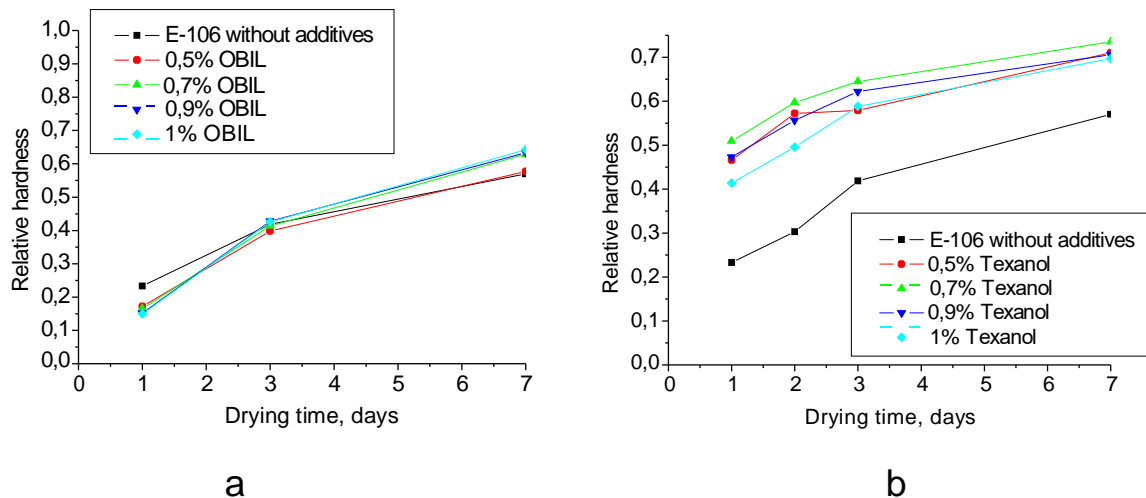 1,0
0,9
0,8
0,7
0,6
0,5
0,4
0,3
0,2
0,1
0,0
Relative hardness
E-106 without additives
0,5% OBIL
0,7% OBIL
0,9% OBIL
1% OBIL
0 1 2 3 4 5 6 7
Drying time, days
a
0,7
0,6
0,5
0,4
0,3
0,2
0,1
0,0
Relative hardness
E-106 without additives
0,5% Texanol
0,7% Texanol
0,9% Texanol
1% Texanol
0 1 2 3 4 5 6 7
Drying time, days
b